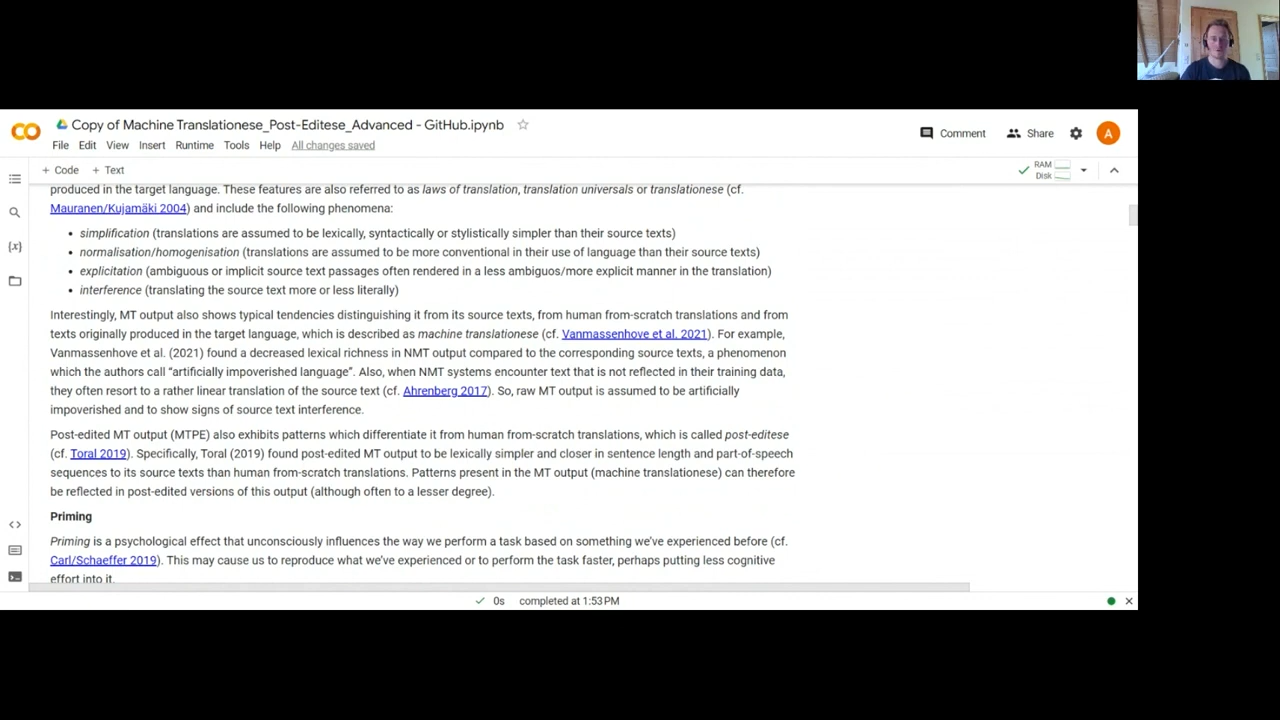 Copy of Machine Translationese_Post-Editese_Advanced - GitHub.ipynb
File Edit View Insert Runtime Tools Help All changes saved
Comment Share A
+ Code + Text
RAM
Disk
produced in the target language. These features are also referred to as laws of translation, translation universals or translationese (cf.
Mauranen/Kujamäki 2004) and include the following phenomena:
• simplification (translations are assumed to be lexically, syntactically or stylistically simpler than their source texts)
• normalisation/homogenisation (translations are assumed to be more conventional in their use of language than their source texts)
• explicitation (ambiguous or implicit source text passages often rendered in a less ambiguos/more explicit manner in the translation)
• interference (translating the source text more or less literally)
Interestingly, MT output also shows typical tendencies distinguishing it from its source texts, from human from-scratch translations and from
texts originally produced in the target language, which is described as machine translationese (cf. Vanmassenhove et al. 2021). For example,
Vanmassenhove et al. (2021) found a decreased lexical richness in NMT output compared to the corresponding source texts, a phenomenon
which the authors call “artificially impoverished language”. Also, when NMT systems encounter text that is not reflected in their training data,
they often resort to a rather linear translation of the source text (cf. Ahrenberg 2017). So, raw MT output is assumed to be artificially
impoverished and to show signs of source text interference.
Post-edited MT output (MTPE) also exhibits patterns which differentiate it from human from-scratch translations, which is called post-editese
(cf. Toral 2019). Specifically, Toral (2019) found post-edited MT output to be lexically simpler and closer in sentence length and part-of-speech
sequences to its source texts than human from-scratch translations. Patterns present in the MT output (machine translationese) can therefore
be reflected in post-edited versions of this output (although often to a lesser degree).
Priming
Priming is a psychological effect that unconsciously influences the way we perform a task based on something we've experienced before (cf.
Carl/Schaeffer 2019). This may cause us to reproduce what we've experienced or to perform the task faster, perhaps putting less cognitive
effort into it.
0s completed at 1:53 PM